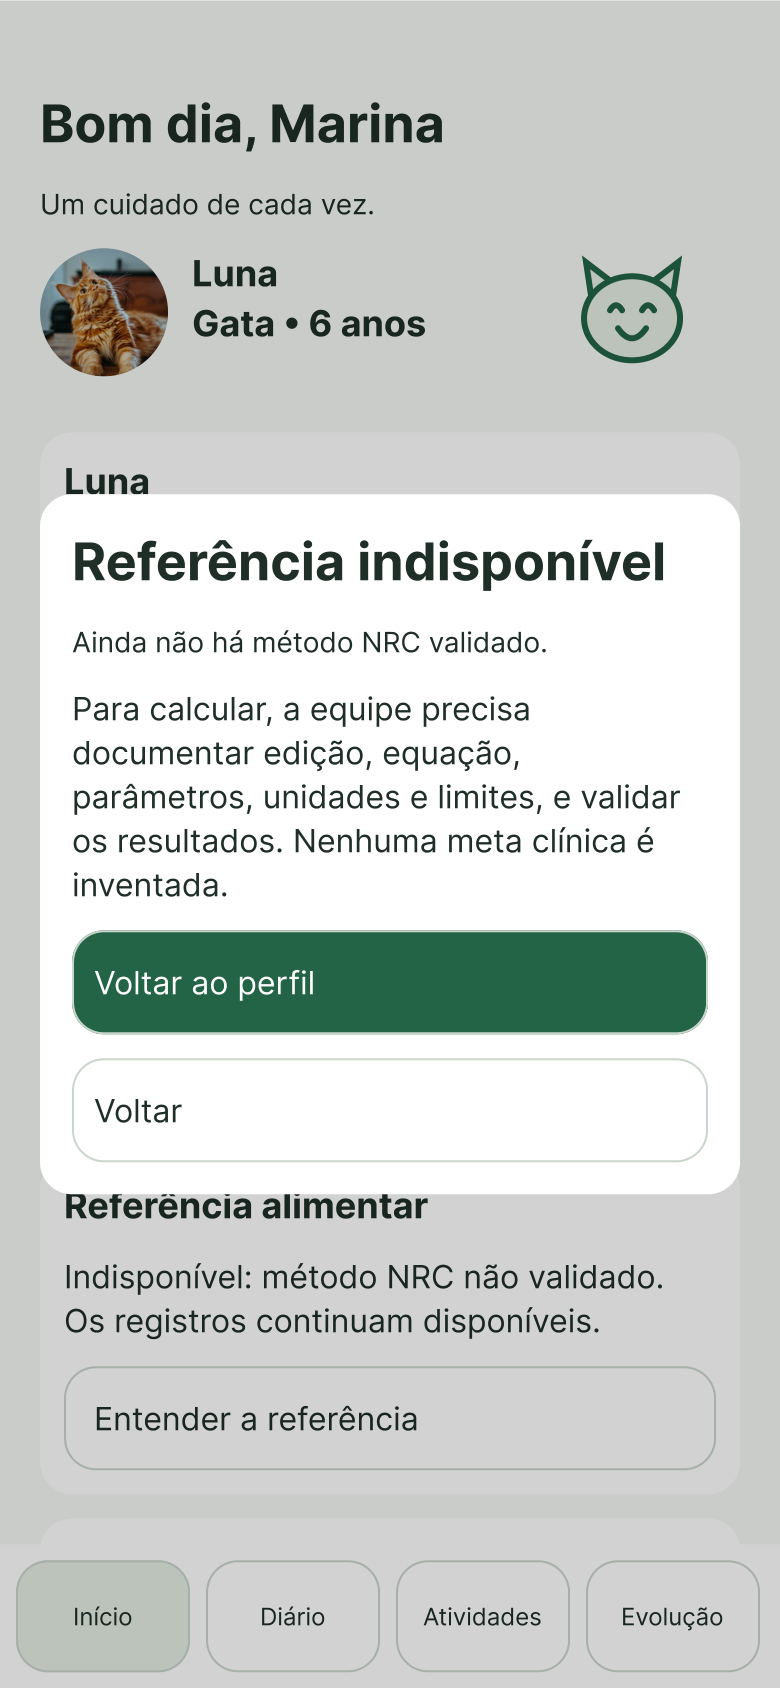 Bom dia, Marina
Um cuidado de cada vez.
Luna
Gata • 6 anos
Luna
Referência indisponível
Ainda não há método NRC validado.
Para calcular, a equipe precisa
documentar edição, equação,
parâmetros, unidades e limites, e validar
os resultados. Nenhuma meta clínica é
inventada.
Voltar ao perfil
Voltar
Referência alimentar
Indisponível: método NRC não validado.
Os registros continuam disponíveis.
Entender a referência
Início
Diário
Atividades
Evolução